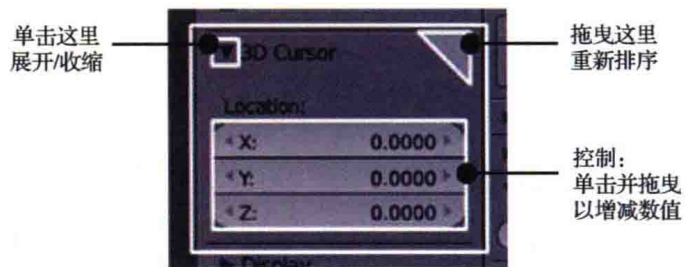 单击这里
展开/收缩
拖曳这里
重新排序
▼3D Cursor
Location:
X: 0.0000
Y: 0.0000
Z: 0.0000
控制：
单击并拖曳
以增减数值
▶ Display